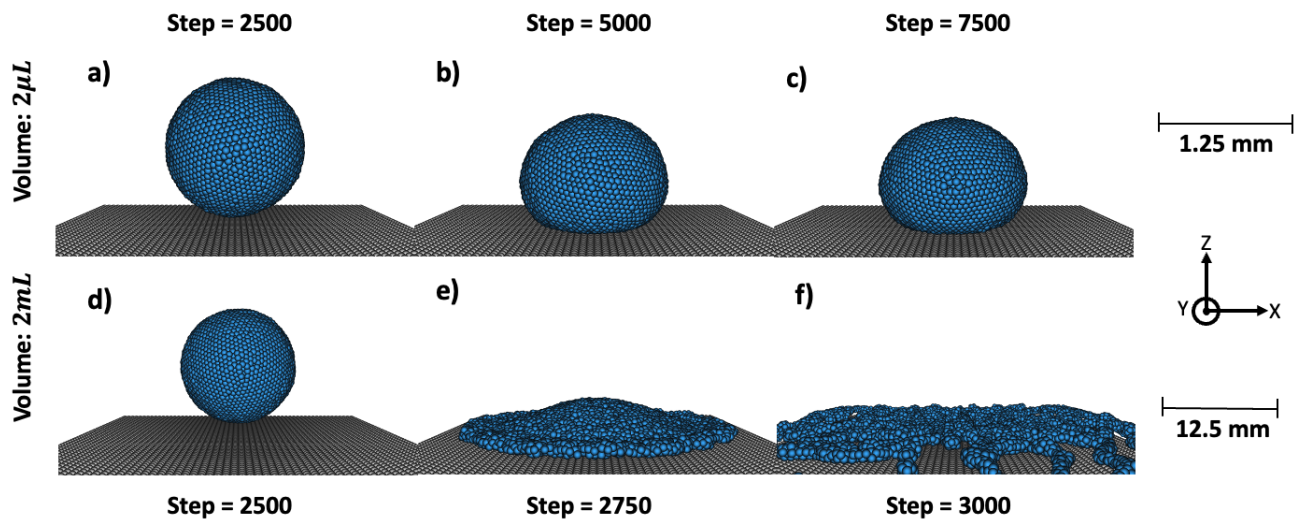 Step = 2500
Step = 5000
Step = 7500
Volume: 2μL
a)
b)
c)
1.25 mm
Volume: 2mL
d)
e)
f)
Z
Y
X
12.5 mm
Step = 2500
Step = 2750
Step = 3000